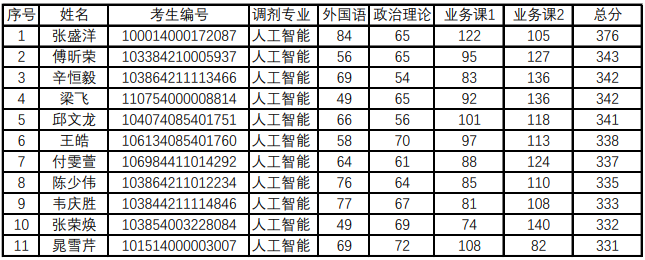 序号 姓名 考生编号 调剂专业 外国语 政治理论 业务课1 业务课2 总分
1 张盛洋 100014000172087 人工智能 84 65 122 105 376
2 傅昕荣 103384210005937 人工智能 56 65 95 127 343
3 辛恒毅 103864211113466 人工智能 69 54 83 136 342
4 梁飞 110754000008814 人工智能 49 65 92 136 342
5 邱文龙 104074085401751 人工智能 66 56 101 118 341
6 王皓 106134085401760 人工智能 58 70 97 113 338
7 付雯萱 106984411014292 人工智能 64 61 88 124 337
8 陈少伟 103864211012234 人工智能 76 64 85 110 335
9 韦庆胜 103844211114846 人工智能 77 67 81 108 333
10 张荣焕 103854003228084 人工智能 49 69 74 140 332
11 晁雪芹 101514000003007 人工智能 69 72 108 82 331